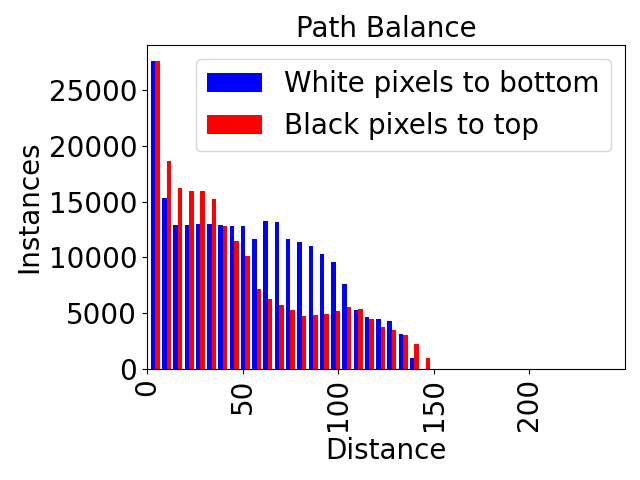 Path Balance
White pixels to bottom
Black pixels to top
Instances
25000
20000
15000
10000
5000
0
0
50
100
150
200
Distance